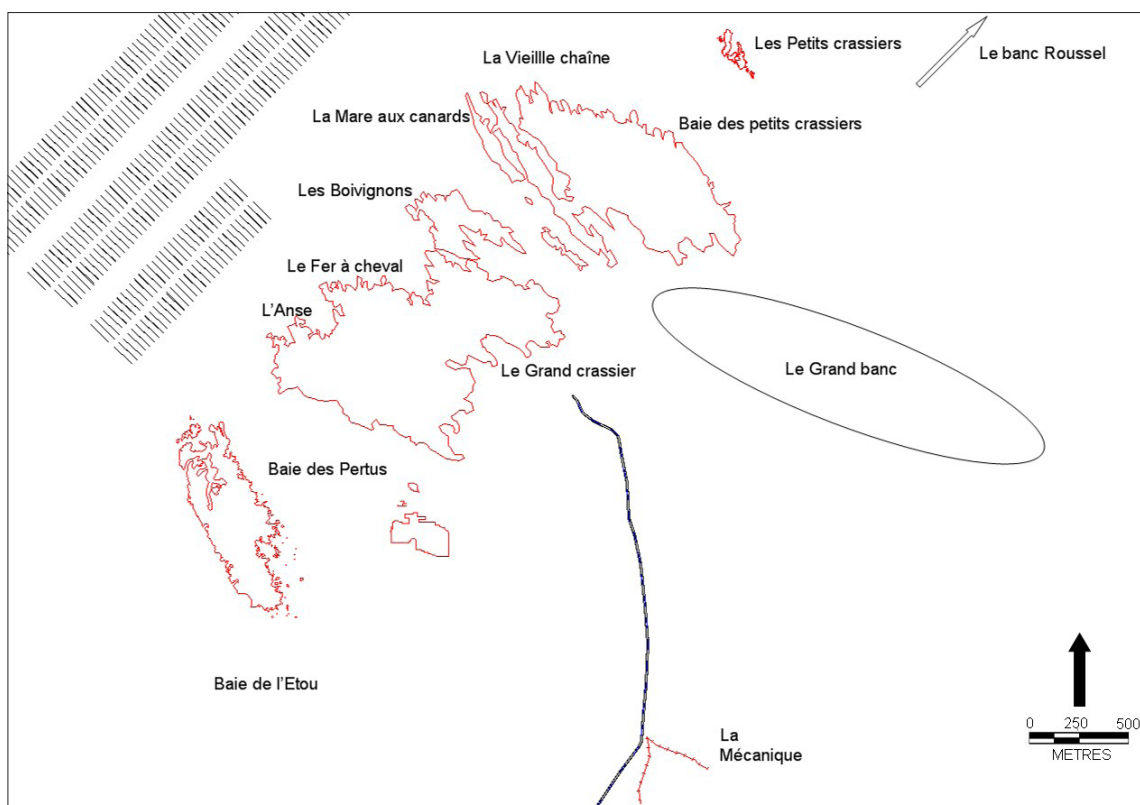 La Vieillle chaîne
Les Petits crassiers
Le banc Roussel
La Mare aux canards
Baie des petits crassiers
Les Boivignons
Le Fer à cheval
L'Anse
Le Grand crassier
Le Grand banc
Baie des Pertus
Baie de l'Etou
La
Mécanique
0 250 500
METRES